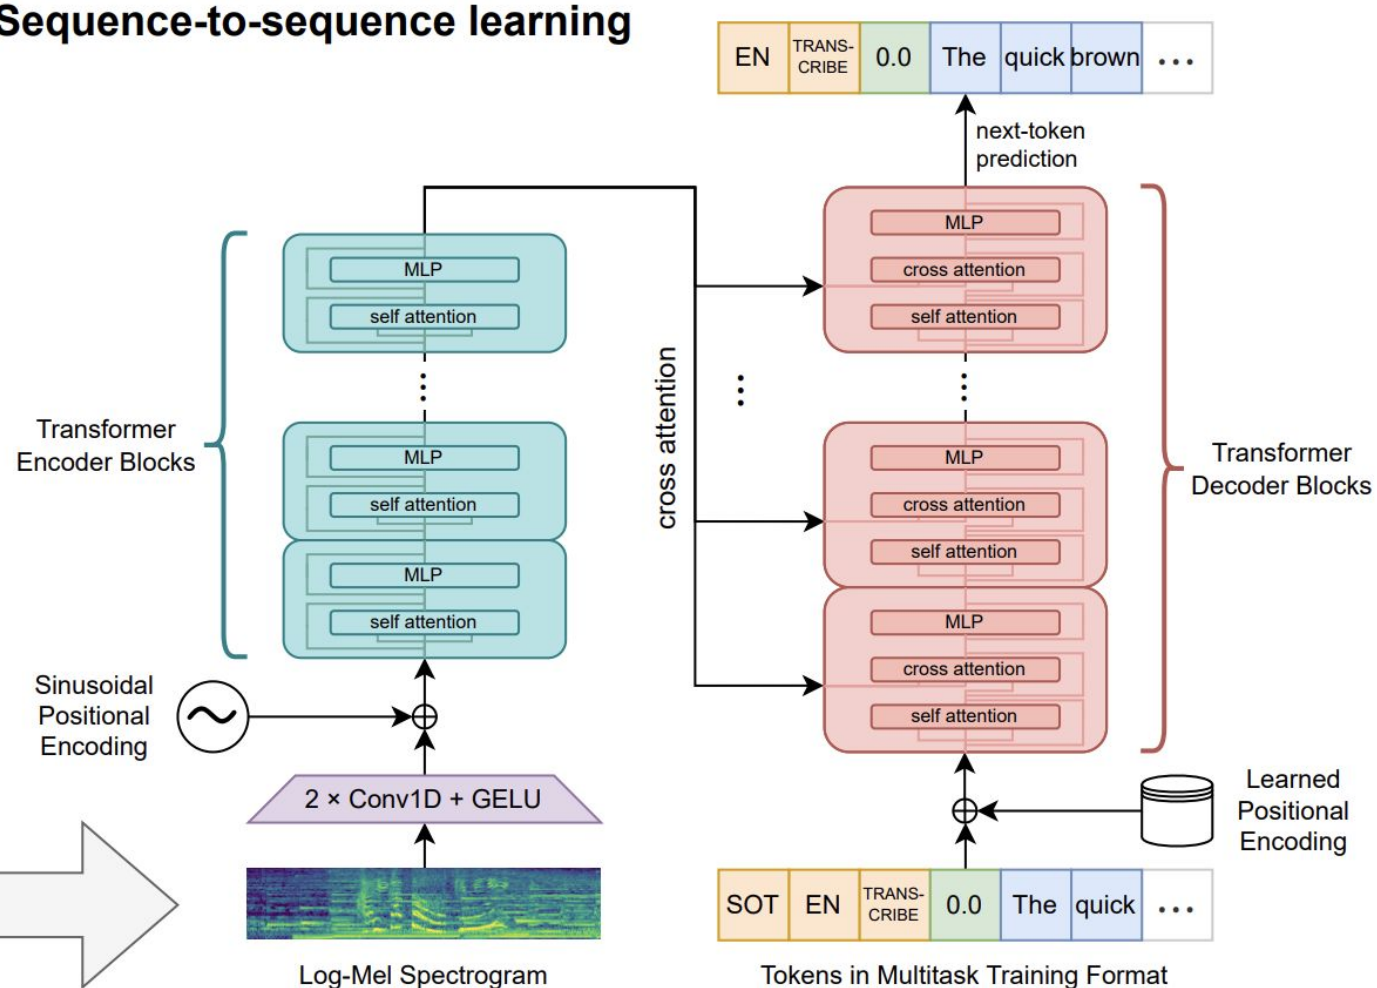 Sequence-to-sequence learning
EN TRANS-CRIBE 0.0 The quick brown ...
next-token
prediction
MLP
cross attention
self attention
⋮
MLP
cross attention
self attention
MLP
cross attention
self attention
Transformer
Decoder Blocks
cross attention
⋮
MLP
self attention
⋮
MLP
self attention
MLP
self attention
Transformer
Encoder Blocks
Sinusoidal
Positional
Encoding
2 × Conv1D + GELU
Log-Mel Spectrogram
Learned
Positional
Encoding
SOT EN TRANS-CRIBE 0.0 The quick ...
Tokens in Multitask Training Format